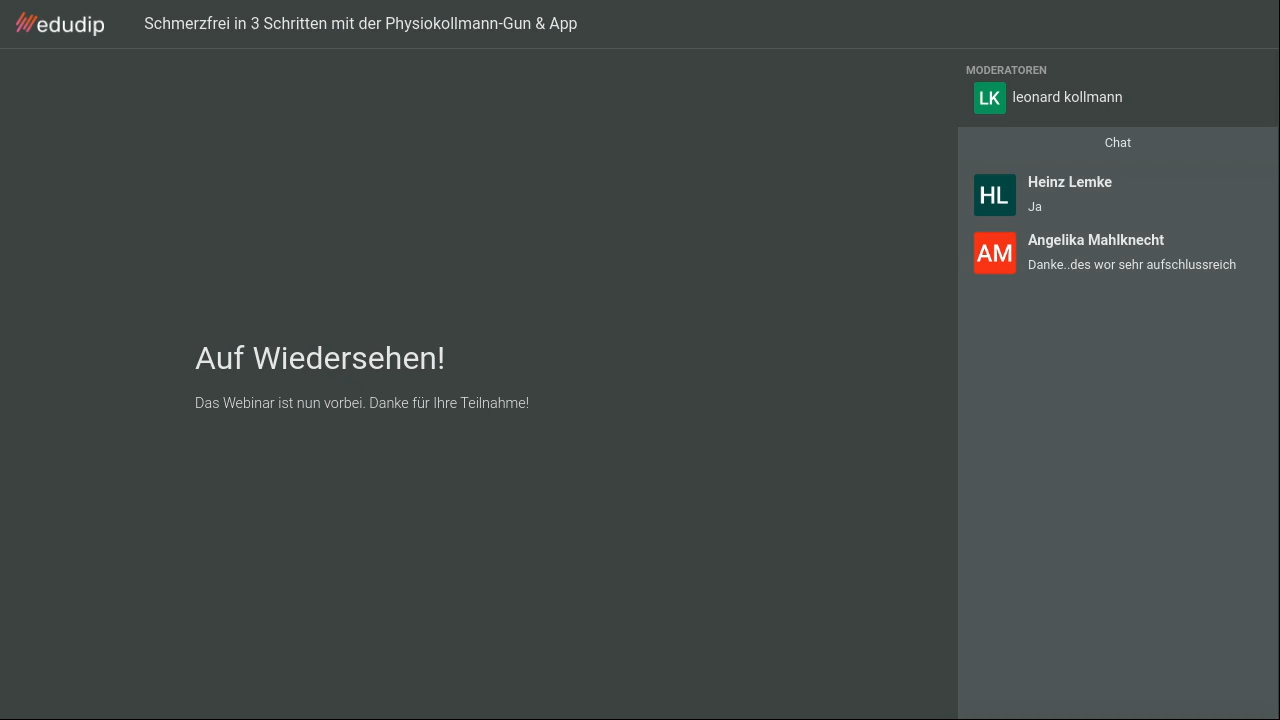 edudip
Schmerzfrei in 3 Schritten mit der Physiokollmann-Gun & App
MODERATOREN
LK leonard kollmann
Chat
HL Heinz Lemke
Ja
AM Angelika Mahlknecht
Danke..des wor sehr aufschlussreich
Auf Wiedersehen!
Das Webinar ist nun vorbei. Danke für Ihre Teilnahme!